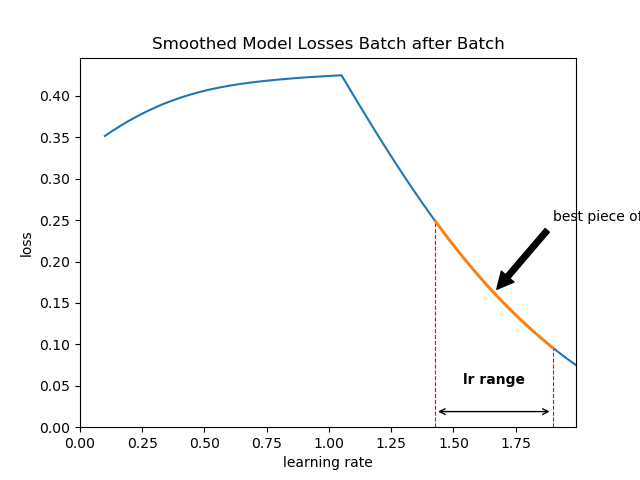 Smoothed Model Losses Batch after Batch
0.40
0.35
0.30
0.25
best piece of
0.20
loss
0.15
0.10
lr range
0.05
0.00
0.00 0.25 0.50 0.75 1.00 1.25 1.50 1.75
learning rate